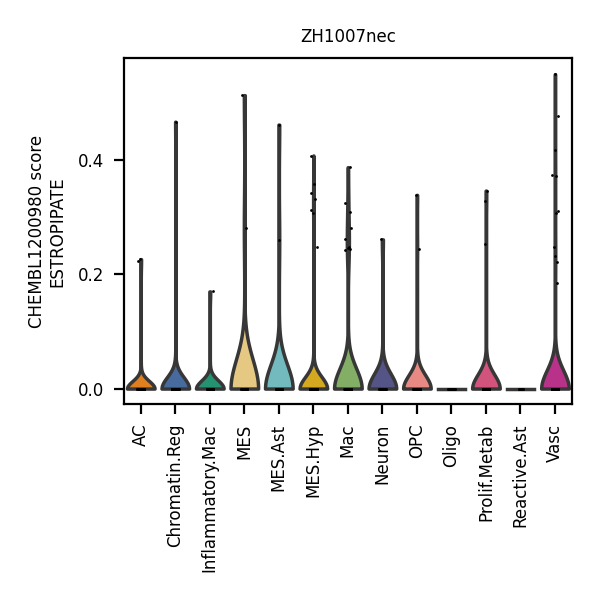 ZH1007nec
CHEMBL1200980 score
ESTROPIPATE
0.4
0.2
0.0
AC
Chromatin.Reg
Inflammatory.Mac
MES
MES.Ast
MES.Hyp
Mac
Neuron
OPC
Oligo
Prolif.Metab
Reactive.Ast
Vasc